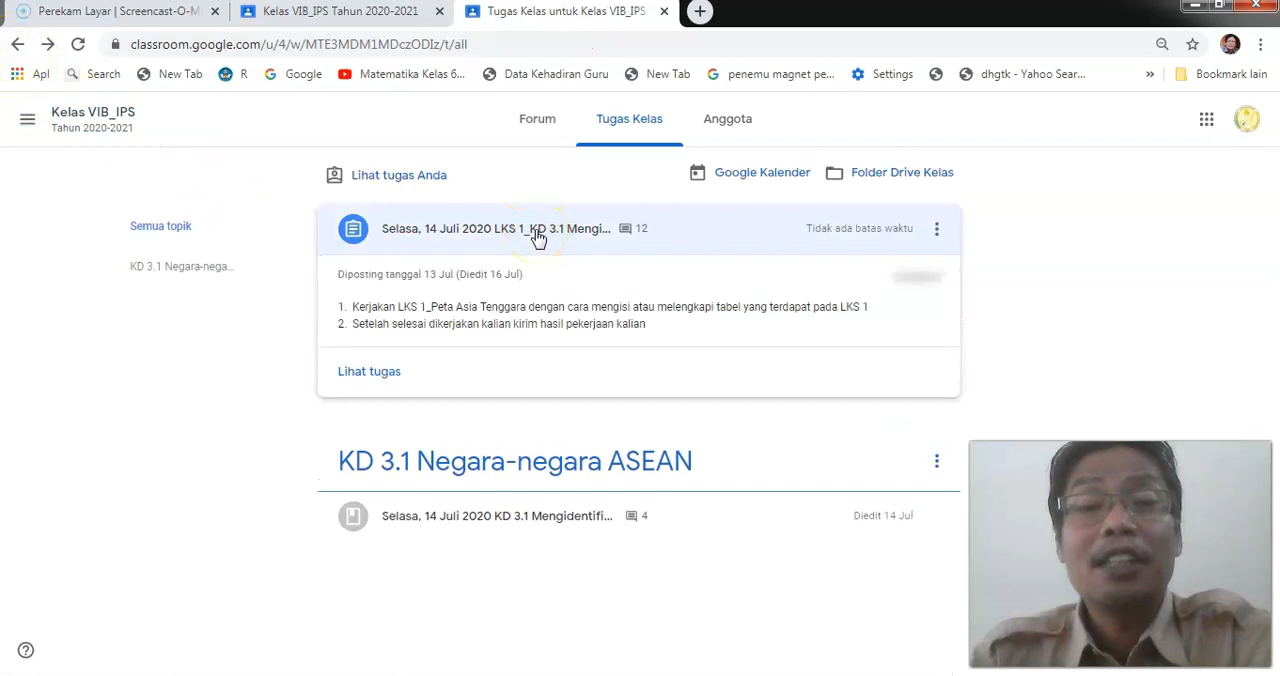 Perekam Layar | Screencast-O-M
Kelas VIB_IPS Tahun 2020-2021
Tugas Kelas untuk Kelas VIB_IPS
classroom.google.com/u/4/w/MTE3MDM1MDczODIz/t/all
Apl
Search
New Tab
R
Google
Matematika Kelas 6...
Data Kehadiran Guru
New Tab
penemu magnet pe...
Settings
dhgtk - Yahoo Sear...
»
Bookmark lain
Kelas VIB_IPS
Tahun 2020-2021
Forum
Tugas Kelas
Anggota
Lihat tugas Anda
Google Kalender
Folder Drive Kelas
Semua topik
KD 3.1 Negara-nega...
Selasa, 14 Juli 2020 LKS 1_KD 3.1 Mengi... 12
Tidak ada batas waktu
Diposting tanggal 13 Jul (Diedit 16 Jul)
1. Kerjakan LKS 1_Peta Asia Tenggara dengan cara mengisi atau melengkapi tabel yang terdapat pada LKS 1
2. Setelah selesai dikerjakan kalian kirim hasil pekerjaan kalian
Lihat tugas
KD 3.1 Negara-negara ASEAN
Selasa, 14 Juli 2020 KD 3.1 Mengidentifi... 4
Diedit 14 Jul